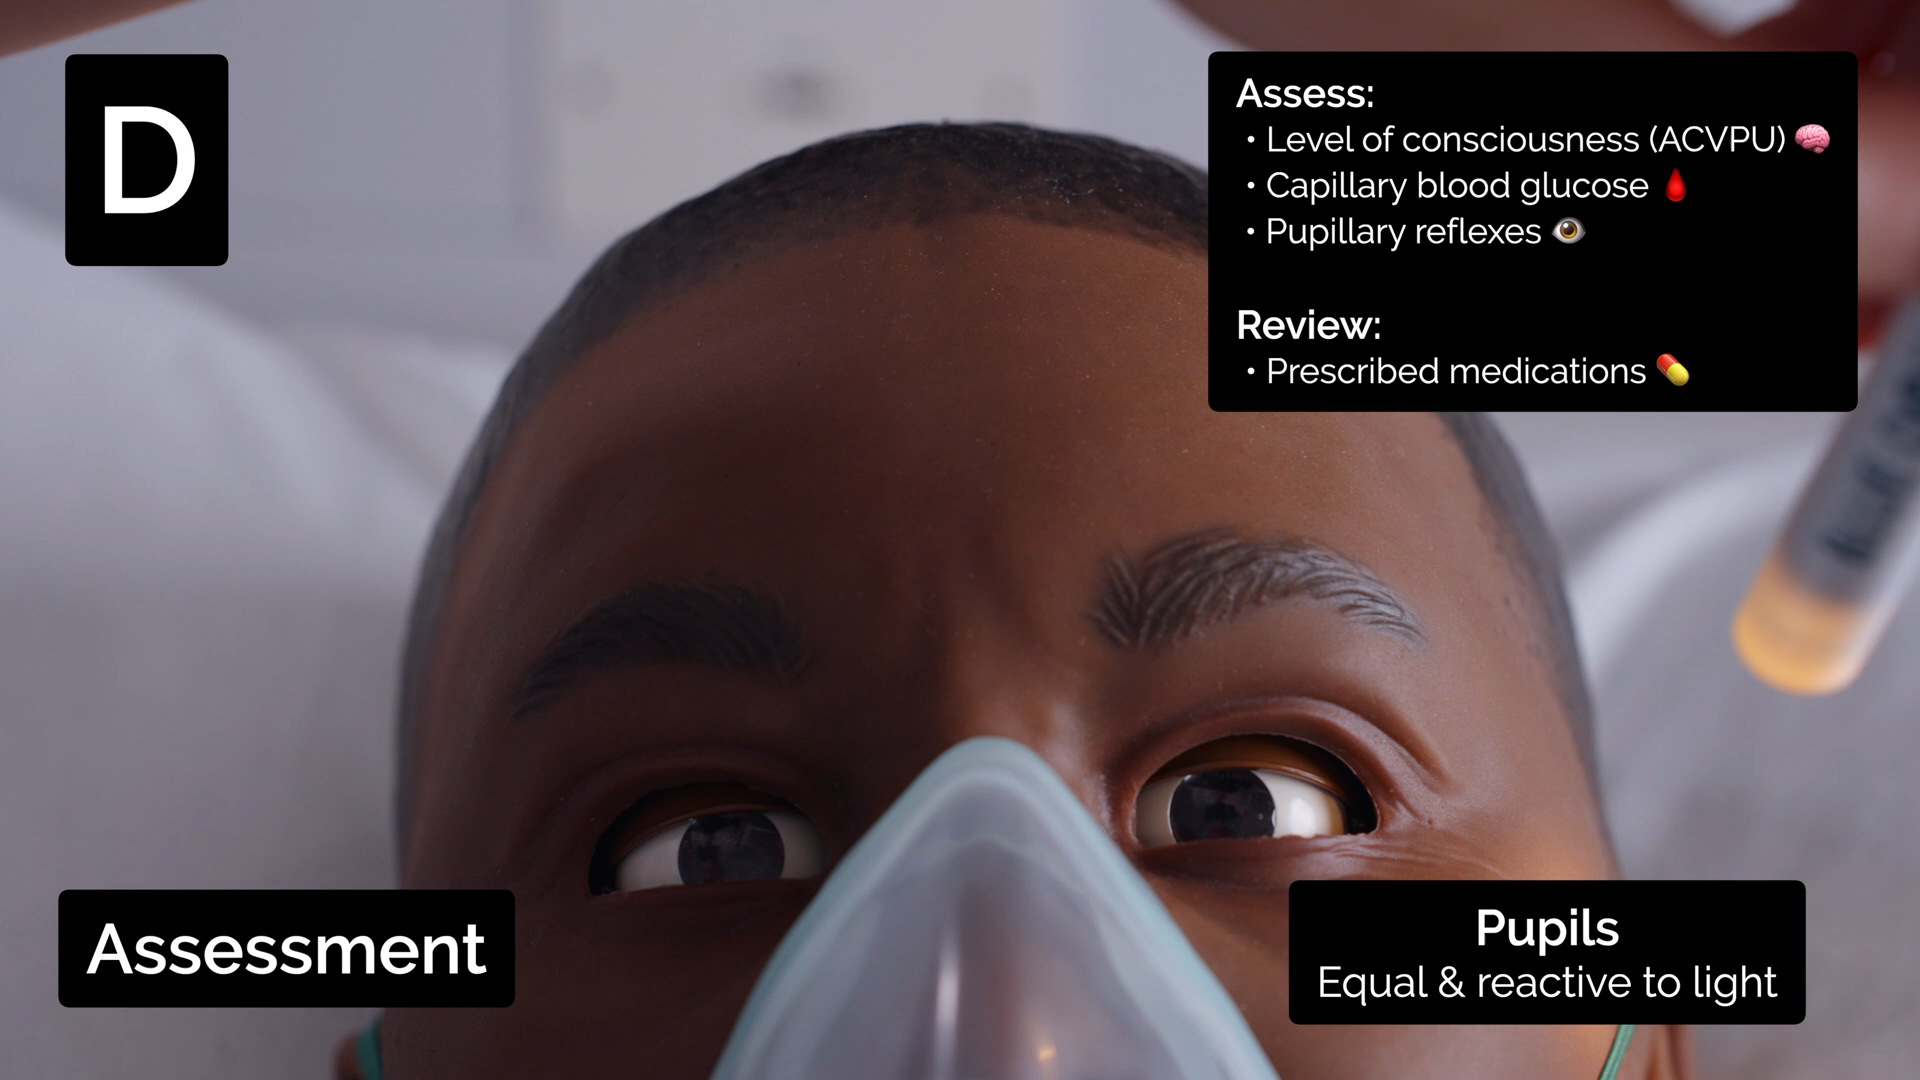 D
Assess:
• Level of consciousness (ACVPU) 🧠
• Capillary blood glucose 🩸
• Pupillary reflexes 👁️
Review:
• Prescribed medications 💊
Assessment
Pupils
Equal & reactive to light